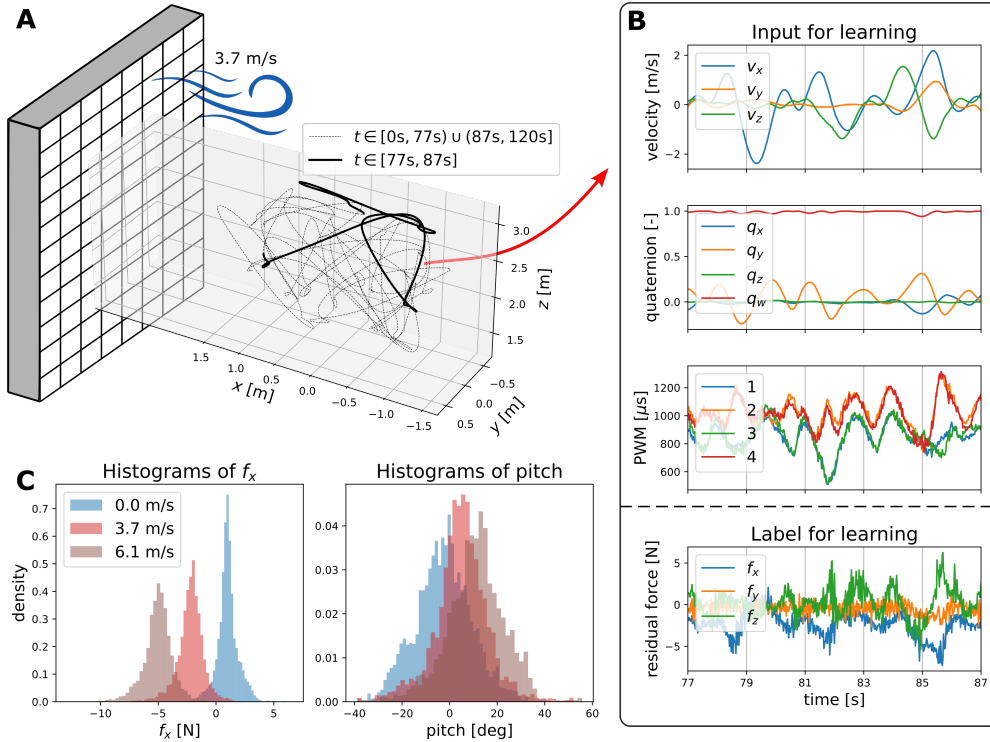 A
3.7 m/s
t ∈ [0s, 77s) ∪ (87s, 120s]
t ∈ [77s, 87s]
3.0
2.5
2.0
1.5
z [m]
−0.5
0.0
0.5
y [m]
1.5
1.0
0.5
0.0
−0.5
−1.0
−1.5
x [m]
B
Input for learning
velocity [m/s]
2
0
−2
v_x
v_y
v_z
quaternion [-]
1.0
0.5
0.0
q_x
q_y
q_z
q_w
PWM [μs]
1200
1000
800
600
1
2
3
4
Label for learning
residual force [N]
5
0
−5
f_x
f_y
f_z
77 79 81 83 85 87
time [s]
C
Histograms of f_x
density
0.7
0.6
0.5
0.4
0.3
0.2
0.1
0.0
0.0 m/s
3.7 m/s
6.1 m/s
−10 −5 0 5
f_x [N]
Histograms of pitch
0.04
0.03
0.02
0.01
0.00
−40 −20 0 20 40 60
pitch [deg]